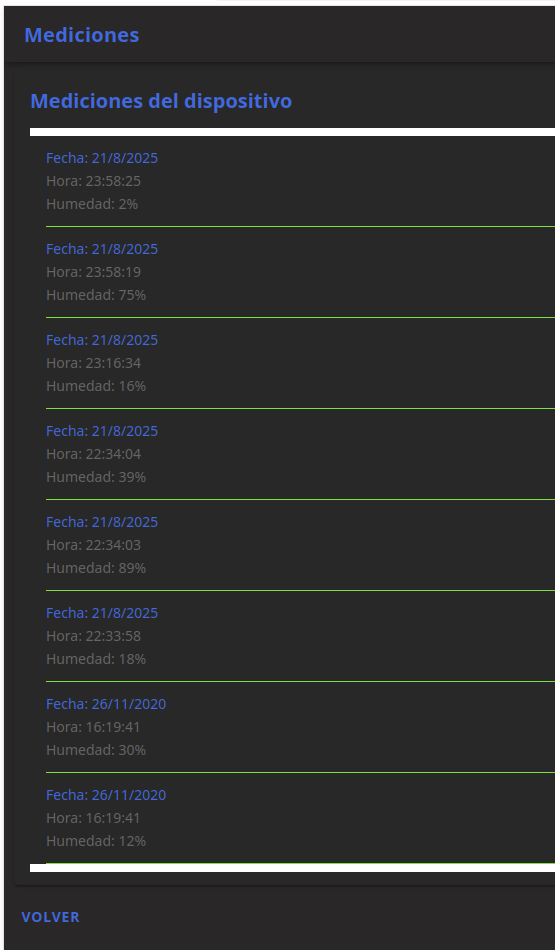 Mediciones
Mediciones del dispositivo
Fecha: 21/8/2025
Hora: 23:58:25
Humedad: 2%
Fecha: 21/8/2025
Hora: 23:58:19
Humedad: 75%
Fecha: 21/8/2025
Hora: 23:16:34
Humedad: 16%
Fecha: 21/8/2025
Hora: 22:34:04
Humedad: 39%
Fecha: 21/8/2025
Hora: 22:34:03
Humedad: 89%
Fecha: 21/8/2025
Hora: 22:33:58
Humedad: 18%
Fecha: 26/11/2020
Hora: 16:19:41
Humedad: 30%
Fecha: 26/11/2020
Hora: 16:19:41
Humedad: 12%
VOLVER